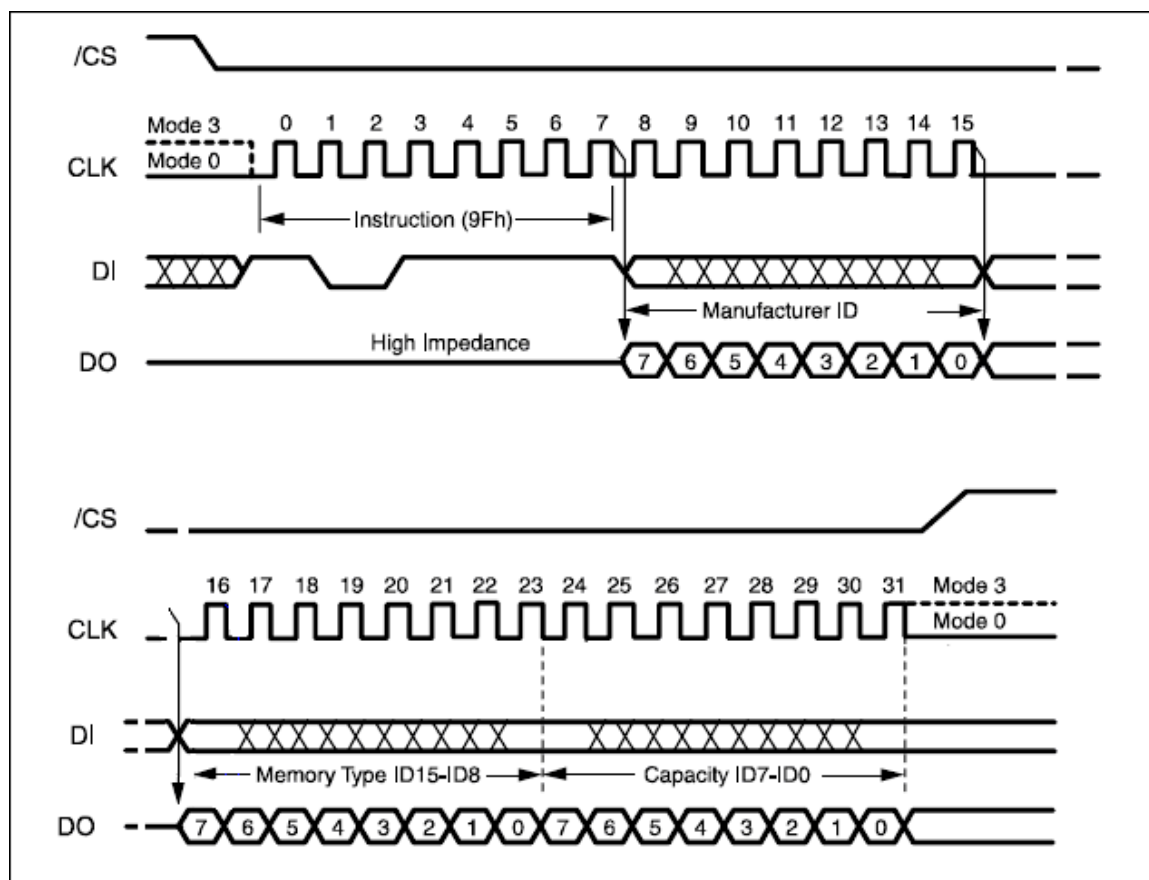 /CS
Mode 3
0 1 2 3 4 5 6 7 8 9 10 11 12 13 14 15
CLK
Mode 0
Instruction (9Fh)
DI
Manufacturer ID
High Impedance
DO
7 6 5 4 3 2 1 0
/CS
16 17 18 19 20 21 22 23 24 25 26 27 28 29 30 31
Mode 3
CLK
Mode 0
DI
Memory Type ID15-ID8
Capacity ID7-ID0
DO
7 6 5 4 3 2 1 0 7 6 5 4 3 2 1 0